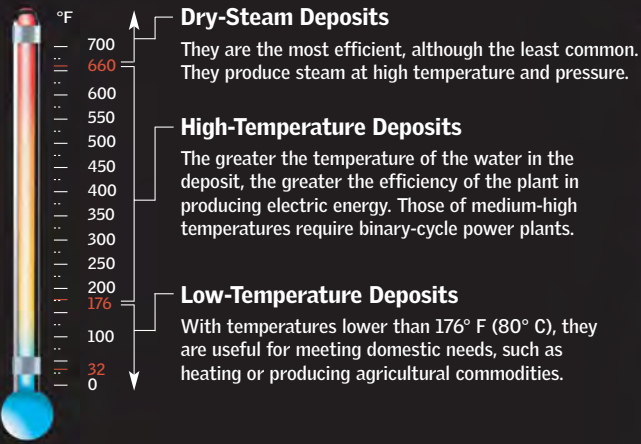 °F
700
660
600
550
500
450
400
350
300
250
200
176
100
32
0
Dry-Steam Deposits
They are the most efficient, although the least common.
They produce steam at high temperature and pressure.
High-Temperature Deposits
The greater the temperature of the water in the
deposit, the greater the efficiency of the plant in
producing electric energy. Those of medium-high
temperatures require binary-cycle power plants.
Low-Temperature Deposits
With temperatures lower than 176° F (80° C), they
are useful for meeting domestic needs, such as
heating or producing agricultural commodities.